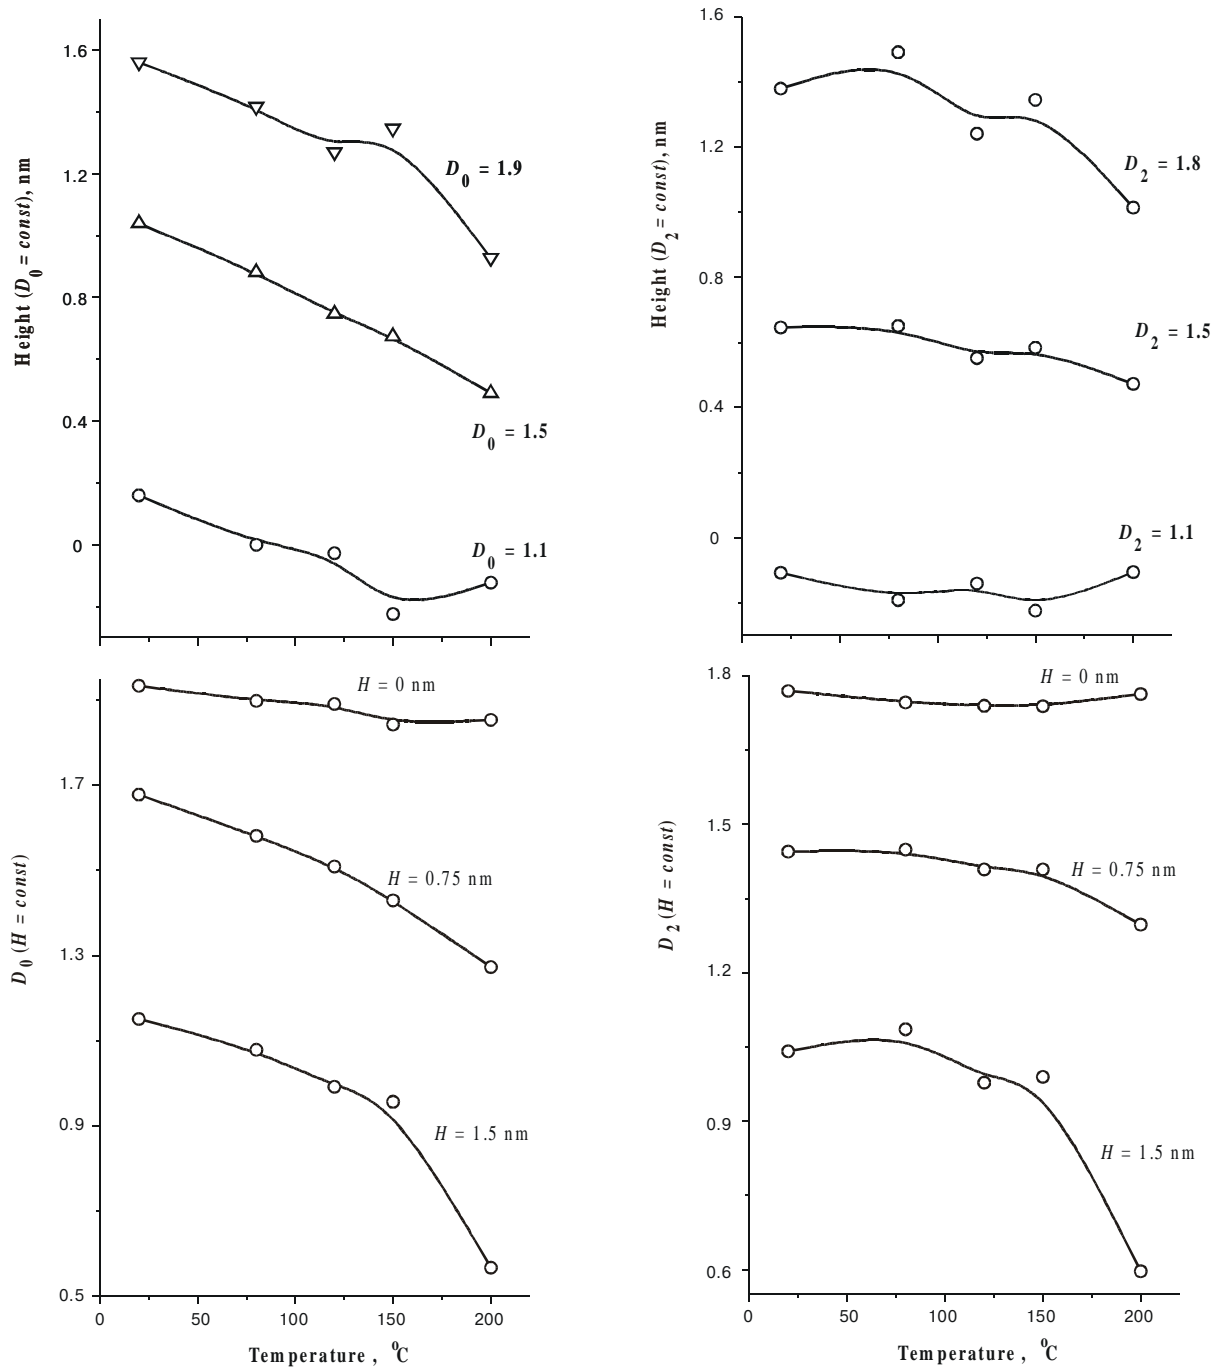 1.6
1.2
0.8
0.4
0
Height (D0 = const), nm
D0 = 1.9
D0 = 1.5
D0 = 1.1
1.6
1.2
0.8
0.4
0
Height (D2 = const), nm
D2 = 1.8
D2 = 1.5
D2 = 1.1
1.7
1.3
0.9
0.5
D0 (H = const)
H = 0 nm
H = 0.75 nm
H = 1.5 nm
0 50 100 150 200
Temperature , ºC
1.8
1.5
1.2
0.9
0.6
D2 (H = const)
H = 0 nm
H = 0.75 nm
H = 1.5 nm
0 50 100 150 200
Temperature , ºC